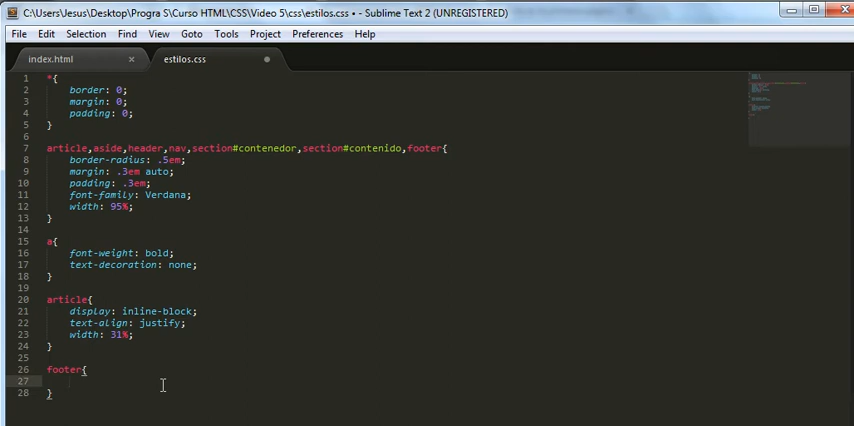 C:\Users\Jesus\Desktop\Progra S\Curso HTML\CSS\Video 5\css\estilos.css • - Sublime Text 2 (UNREGISTERED)
File Edit Selection Find View Goto Tools Project Preferences Help
index.html × estilos.css
1 *{
2 border: 0;
3 margin: 0;
4 padding: 0;
5 }
6
7 article,aside,header,nav,section#contenedor,section#contenido,footer{
8 border-radius: .5em;
9 margin: .3em auto;
10 padding: .3em;
11 font-family: Verdana;
12 width: 95%;
13 }
14
15 a{
16 font-weight: bold;
17 text-decoration: none;
18 }
19
20 article{
21 display: inline-block;
22 text-align: justify;
23 width: 31%;
24 }
25
26 footer{
27
28 }